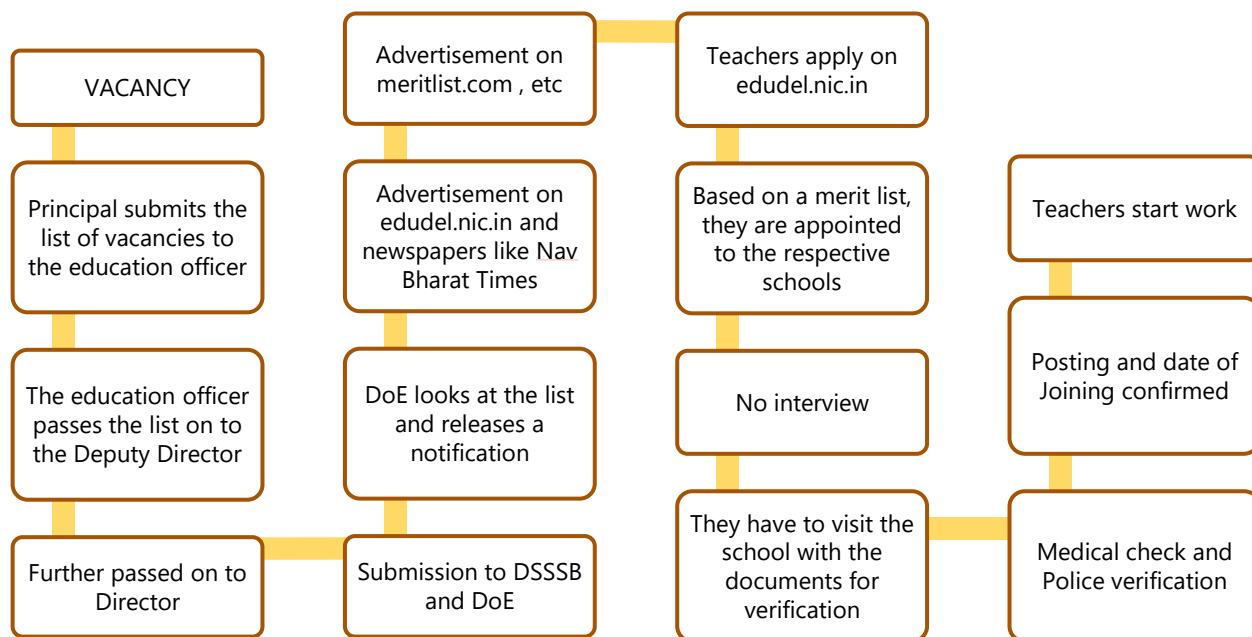 VACANCY
Principal submits the
list of vacancies to
the education officer
The education officer
passes the list on to
the Deputy Director
Further passed on to
Director
Submission to DSSSB
and DoE
DoE looks at the list
and releases a
notification
Advertisement on
edudel.nic.in and
newspapers like Nav
Bharat Times
Advertisement on
meritlist.com , etc
Teachers apply on
edudel.nic.in
Based on a merit list,
they are appointed
to the respective
schools
No interview
They have to visit the
school with the
documents for
verification
Medical check and
Police verification
Posting and date of
Joining confirmed
Teachers start work